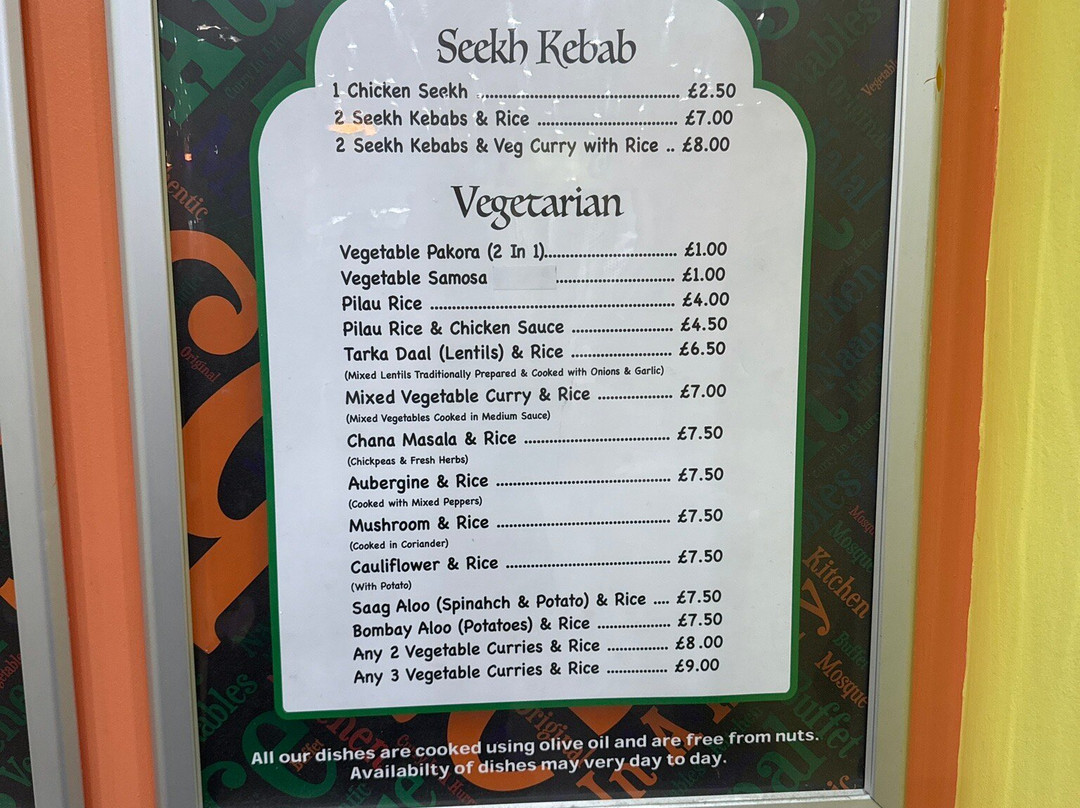 Seekh Kebab
1 Chicken Seekh ........................................ £2.50
2 Seekh Kebabs & Rice ............................ £7.00
2 Seekh Kebabs & Veg Curry with Rice .. £8.00
Vegetarian
Vegetable Pakora (2 In 1)........................... £1.00
Vegetable Samosa ........................ £1.00
Pilau Rice ................................................. £4.00
Pilau Rice & Chicken Sauce ..................... £4.50
Tarka Daal (Lentils) & Rice ..................... £6.50
(Mixed Lentils Traditionally Prepared & Cooked with Onions & Garlic)
Mixed Vegetable Curry & Rice ............... £7.00
(Mixed Vegetables Cooked in Medium Sauce)
Chana Masala & Rice .............................. £7.50
(Chickpeas & Fresh Herbs)
Aubergine & Rice .................................... £7.50
(Cooked with Mixed Peppers)
Mushroom & Rice .................................... £7.50
(Cooked in Coriander)
Cauliflower & Rice .................................. £7.50
(With Potato)
Saag Aloo (Spinahch & Potato) & Rice .... £7.50
Bombay Aloo (Potatoes) & Rice ............... £7.50
Any 2 Vegetable Curries & Rice ............. £8.00
Any 3 Vegetable Curries & Rice ............. £9.00
All our dishes are cooked using olive oil and are free from nuts.
Availabilty of dishes may very day to day.
Original
Kitchen
Buffet
Mosque
Mosque